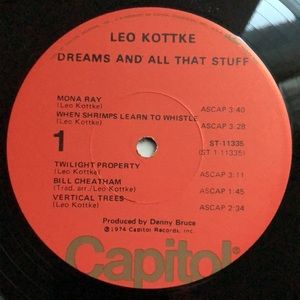 LEO KOTTKE
DREAMS AND ALL THAT STUFF
MONA RAY
(Leo Kottke) ASCAP 3:40
WHEN SHRIMPS LEARN TO WHISTLE
(Leo Kottke) ASCAP 3:28
1 ST-11335
(ST 1-11335)
TWILIGHT PROPERTY
(Leo Kottke) ASCAP 3:11
BILL CHEATHAM
(Trad. arr./Leo Kottke) ASCAP 1:45
VERTICAL TREES
(Leo Kottke) ASCAP 2:34
Produced by Denny Bruce
℗1974 Capitol Records, Inc.
Capitol